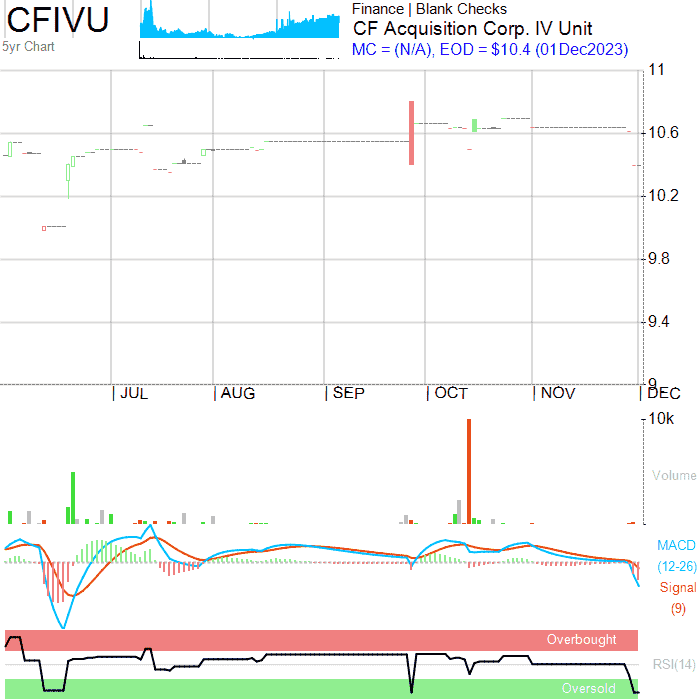 CFIVU
5yr Chart
Finance | Blank Checks
CF Acquisition Corp. IV Unit
MC = (N/A), EOD = $10.4 (01Dec2023)
11
10.6
10.2
9.8
9.4
9
| JUL | AUG | SEP | OCT | NOV | DEC
10k
Volume
MACD
(12-26)
Signal
(9)
Overbought
RSI(14)
Oversold